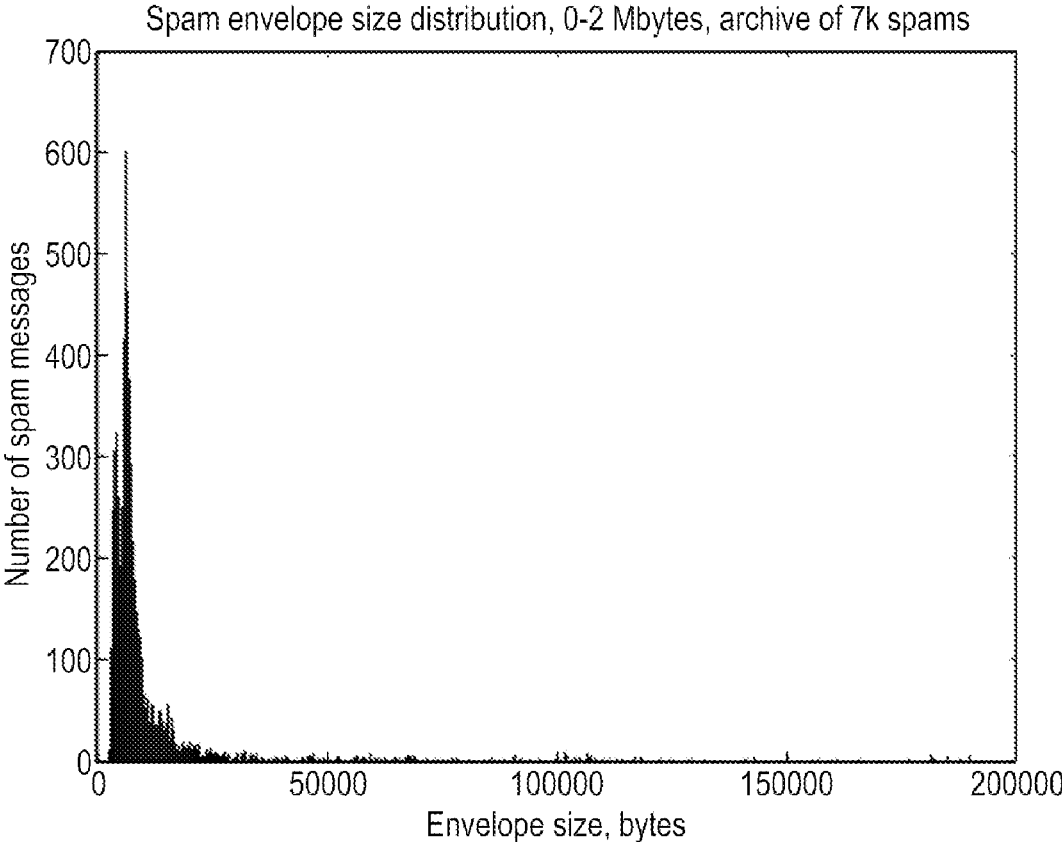 Spam envelope size distribution, 0-2 Mbytes, archive of 7k spams
700
600
500
400
300
200
100
0
Number of spam messages
0 50000 100000 150000 200000
Envelope size, bytes